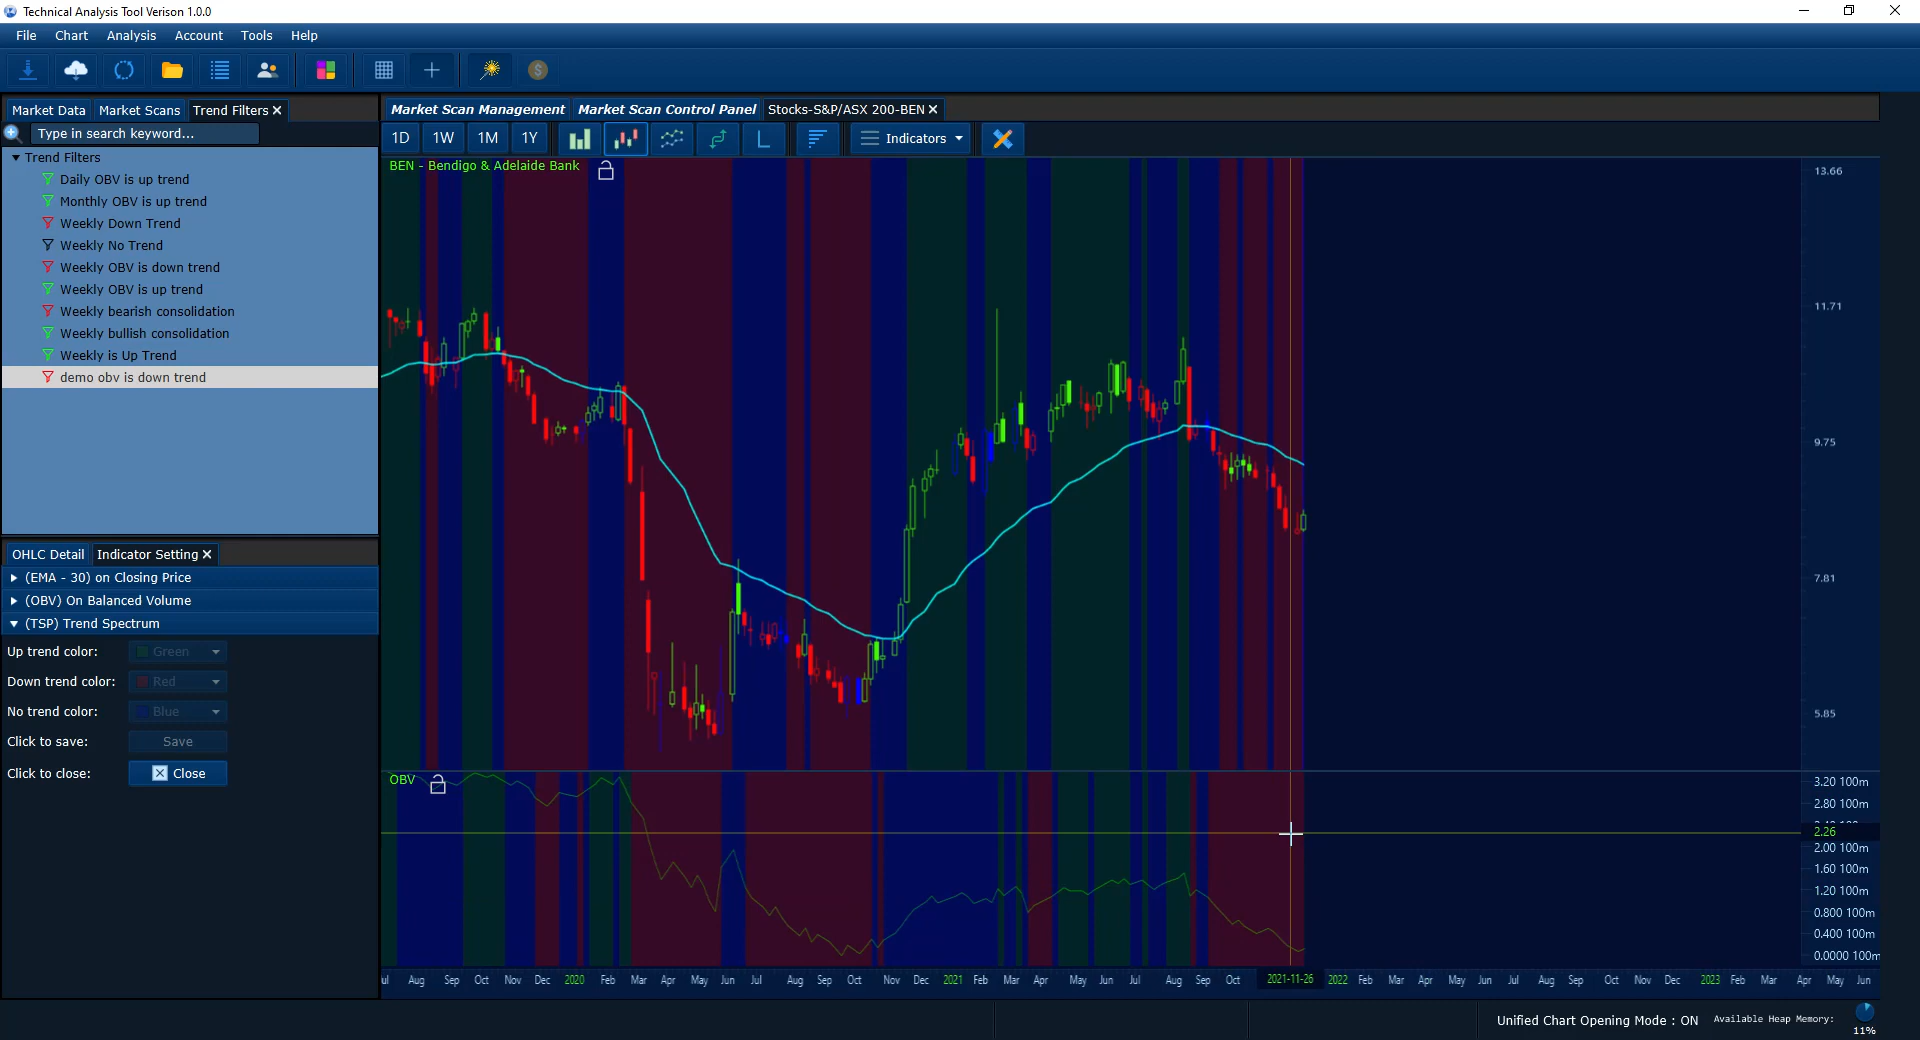 Technical Analysis Tool Verison 1.0.0
File Chart Analysis Account Tools Help
Market Data Market Scans Trend Filters
Type in search keyword...
Trend Filters
Daily OBV is up trend
Monthly OBV is up trend
Weekly Down Trend
Weekly No Trend
Weekly OBV is down trend
Weekly OBV is up trend
Weekly bearish consolidation
Weekly bullish consolidation
Weekly is Up Trend
demo obv is down trend
OHLC Detail Indicator Setting
(EMA - 30) on Closing Price
(OBV) On Balanced Volume
(TSP) Trend Spectrum
Up trend color: Green
Down trend color: Red
No trend color: Blue
Click to save: Save
Click to close: Close
Market Scan Management Market Scan Control Panel Stocks-S&P/ASX 200-BEN
1D 1W 1M 1Y Indicators
BEN - Bendigo & Adelaide Bank
13.66
11.71
9.75
7.81
5.85
OBV
3.20 100m
2.80 100m
2.26
2.00 100m
1.60 100m
1.20 100m
0.800 100m
0.400 100m
0.0000 100m
Aug Sep Oct Nov Dec 2020 Feb Mar Apr May Jun Jul Aug Sep Oct Nov Dec 2021 Feb Mar Apr May Jun Jul Aug Sep Oct 2021-11-26 2022 Feb Mar Apr May Jun Jul Aug Sep Oct Nov Dec 2023 Feb Mar Apr May Jun
Unified Chart Opening Mode : ON Available Heap Memory:
11%